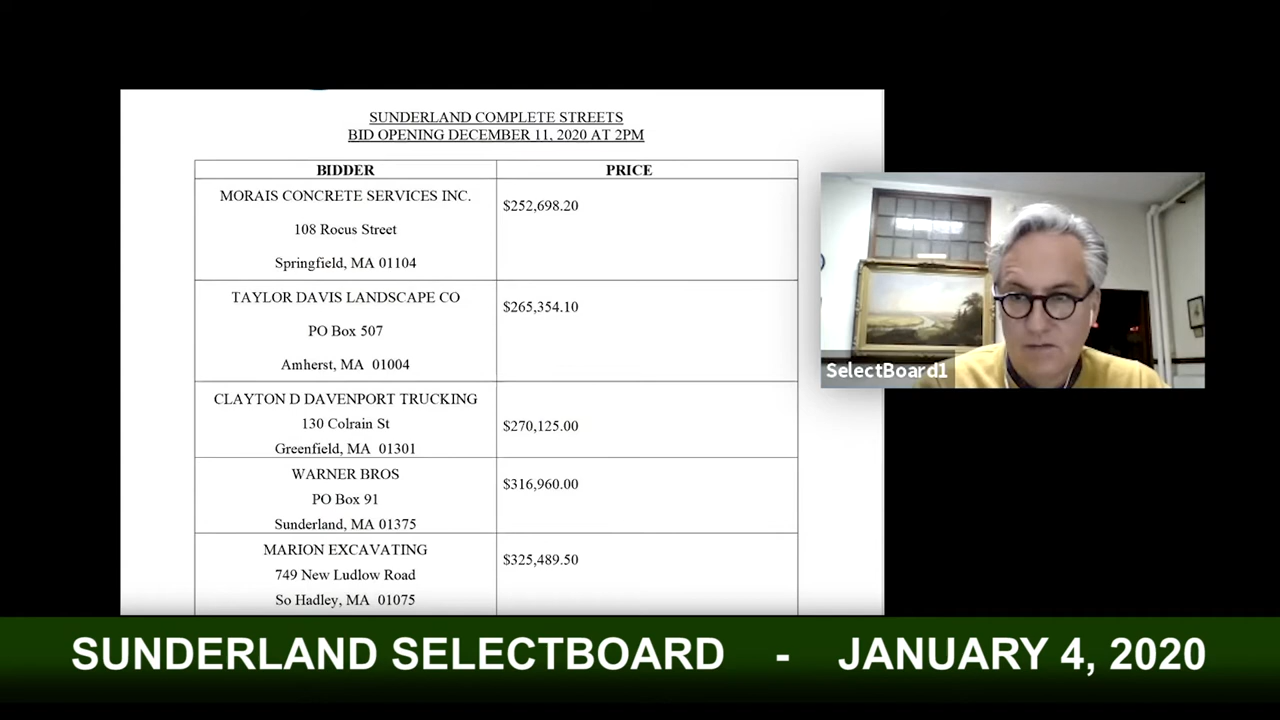 SUNDERLAND COMPLETE STREETS
BID OPENING DECEMBER 11, 2020 AT 2PM
BIDDER PRICE
MORAIS CONCRETE SERVICES INC.
$252,698.20
108 Rocus Street
Springfield, MA 01104
TAYLOR DAVIS LANDSCAPE CO
$265,354.10
PO Box 507
Amherst, MA 01004
CLAYTON D DAVENPORT TRUCKING
130 Colrain St
$270,125.00
Greenfield, MA 01301
WARNER BROS
$316,960.00
PO Box 91
Sunderland, MA 01375
MARION EXCAVATING
$325,489.50
749 New Ludlow Road
So Hadley, MA 01075
SelectBoard1
SUNDERLAND SELECTBOARD - JANUARY 4, 2020